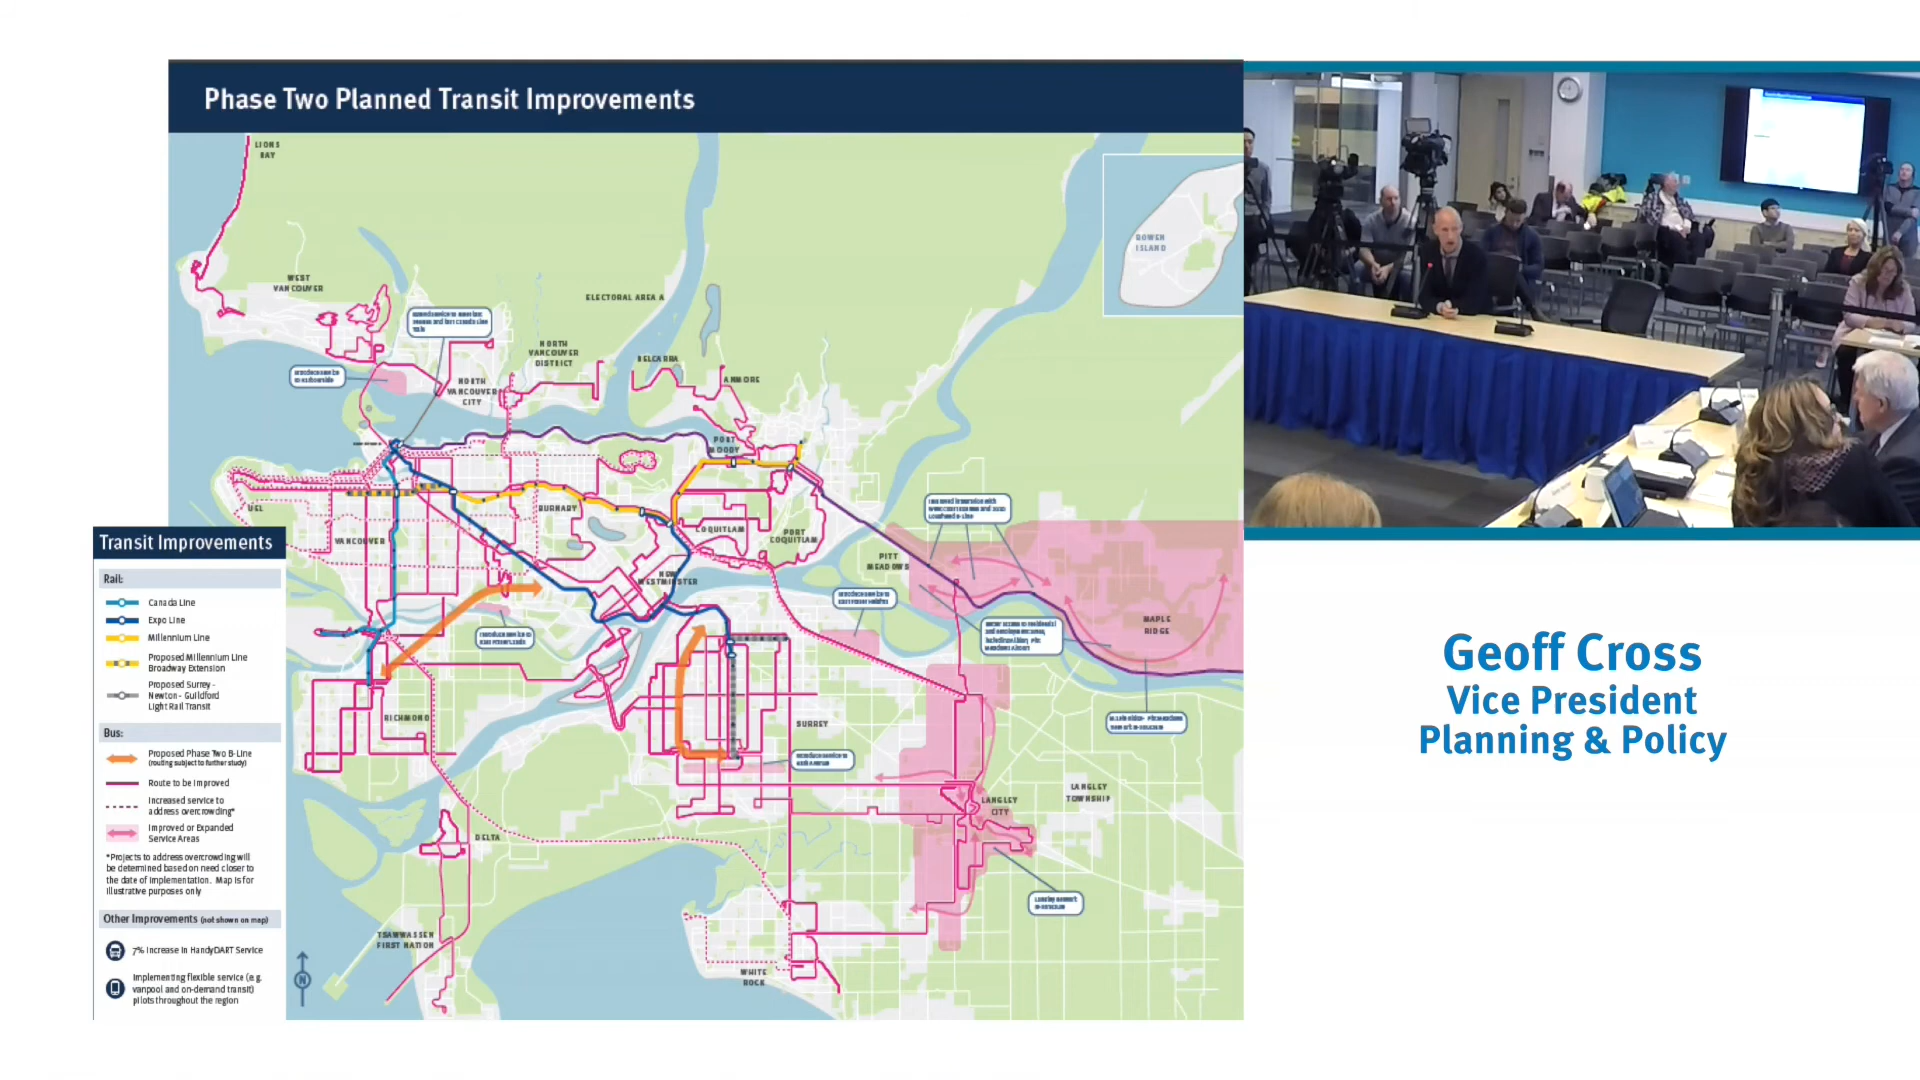 Phase Two Planned Transit Improvements
LIONS
BAY
WEST
VANCOUVER
ELECTORAL AREA A
BOWEN
ISLAND
NORTH
VANCOUVER
DISTRICT
BELCARRA
ANMORE
NORTH
VANCOUVER
CITY
PORT
MOODY
UEL
BURNABY
COQUITLAM
PORT
COQUITLAM
VANCOUVER
PITT
MEADOWS
NEW
WESTMINSTER
MAPLE
RIDGE
RICHMOND
SURREY
LANGLEY
TOWNSHIP
LANGLEY
CITY
DELTA
TSAWWASSEN
FIRST NATION
WHITE
ROCK
N
Transit Improvements
Rail:
Canada Line
Expo Line
Millennium Line
Proposed Millennium Line
Broadway Extension
Proposed Surrey -
Newton - Guildford
Light Rail Transit
Bus:
Proposed Phase Two B-Line
(routing subject to further study)
Route to be Improved
Increased service to
address overcrowding*
Improved or Expanded
Service Areas
*Projects to address overcrowding will
be determined based on need closer to
the date of implementation. Map is for
illustrative purposes only
Other Improvements (not shown on map)
7% Increase in HandyDART Service
Implementing flexible service (e.g.
vanpool and on-demand transit)
pilots throughout the region
Geoff Cross
Vice President
Planning & Policy